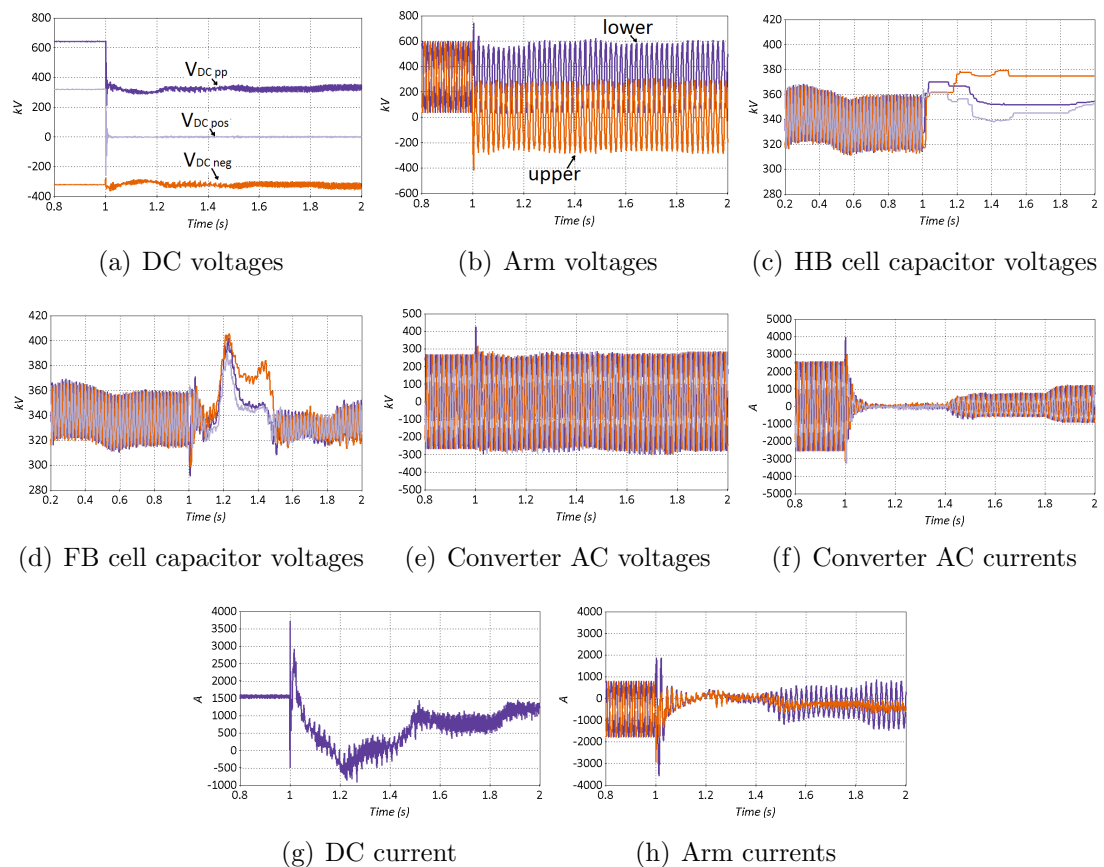 800
600
400
200
0
-200
-400
kV
V DC pp
V DC pos
V DC neg
0.8 1 1.2 1.4 1.6 1.8 2
Time (s)
(a) DC voltages
800
600
400
200
0
200
400
600
kV
lower
upper
0.8 1 1.2 1.4 1.6 1.8 2
Time (s)
(b) Arm voltages
420
400
380
360
340
320
300
280
kV
0.2 0.4 0.6 0.8 1 1.2 1.4 1.6 1.8 2
Time (s)
(c) HB cell capacitor voltages
420
400
380
360
340
320
300
280
kV
0.2 0.4 0.6 0.8 1 1.2 1.4 1.6 1.8 2
Time (s)
(d) FB cell capacitor voltages
500
400
300
200
100
0
-100
-200
-300
-400
-500
kV
0.8 1 1.2 1.4 1.6 1.8 2
Time (s)
(e) Converter AC voltages
5000
4000
3000
2000
1000
0
-1000
-2000
-3000
-4000
-5000
A
0.8 1 1.2 1.4 1.6 1.8 2
Time (s)
(f) Converter AC currents
4000
3500
3000
2500
2000
1500
1000
500
0
-500
-1000
A
0.8 1 1.2 1.4 1.6 1.8 2
Time (s)
(g) DC current
4000
3000
2000
1000
0
-1000
-2000
-3000
-4000
A
0.8 1 1.2 1.4 1.6 1.8 2
Time (s)
(h) Arm currents